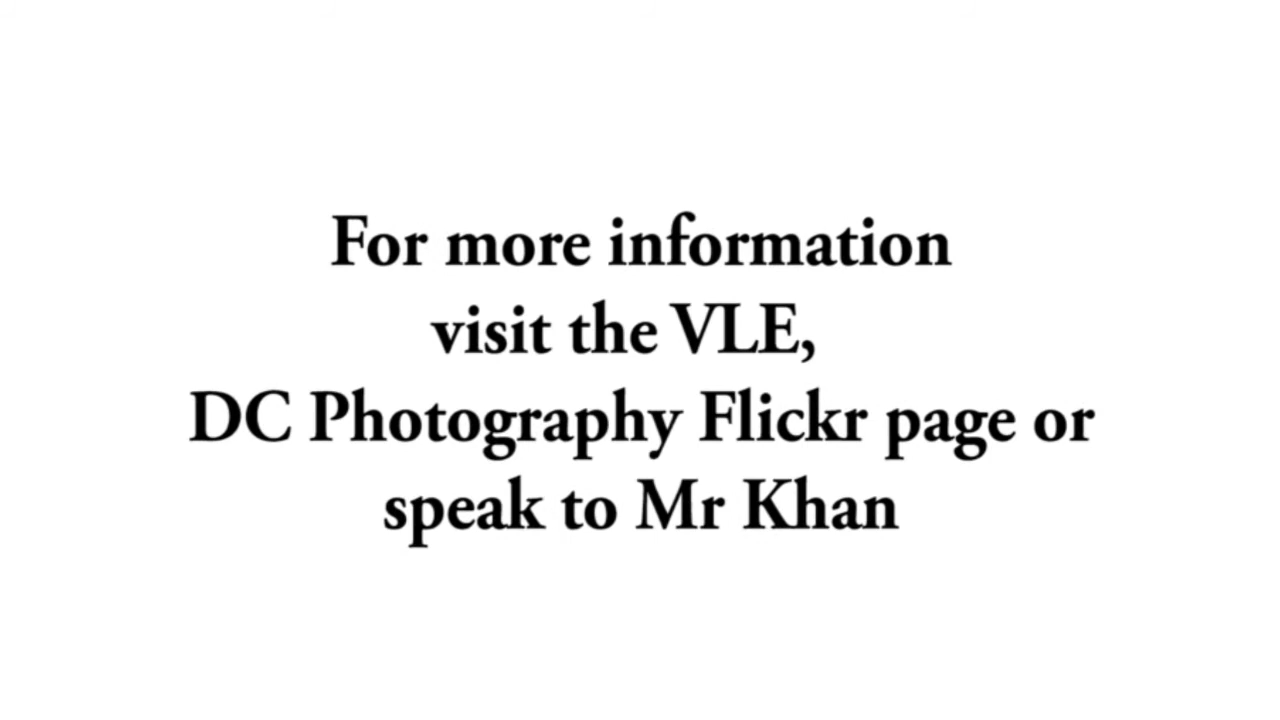 For more information
visit the VLE,
DC Photography Flickr page or
speak to Mr Khan